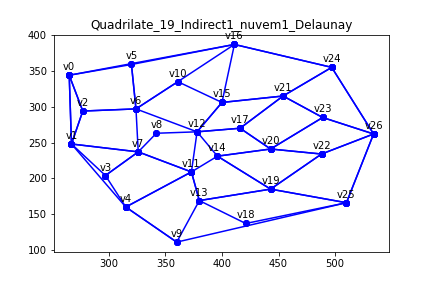 Quadrilate_19_Indirect1_nuvem1_Delaunay
400
350
300
250
200
150
100
300
350
400
450
500
v16
v5
v24
v0
v10
v21
v15
v2
v6
v23
v17
v12
v8
v26
v1
v7
v20
v14
v22
v3
v11
v19
v4
v13
v25
v18
v9